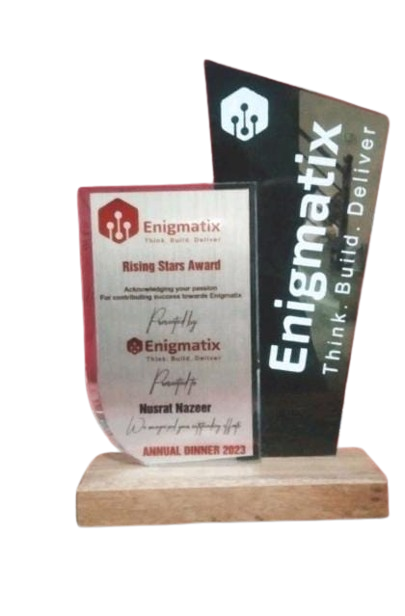 Enigmatix
Think. Build. Deliver
Rising Stars Award
Acknowledging your passion
For contributing success towards Enigmatix
Presented by
Enigmatix
Think. Build. Deliver
Presented to
Nusrat Nazeer
We recognized your outstanding efforts
ANNUAL DINNER 2023
Enigmatix
Think. Build. Deliver